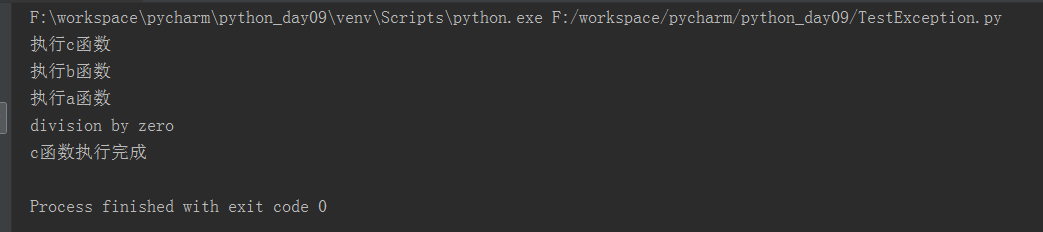 F:\workspace\pycharm\python_day09\venv\Scripts\python.exe F:/workspace/pycharm/python_day09/TestException.py
执行c函数
执行b函数
执行a函数
division by zero
c函数执行完成
Process finished with exit code 0